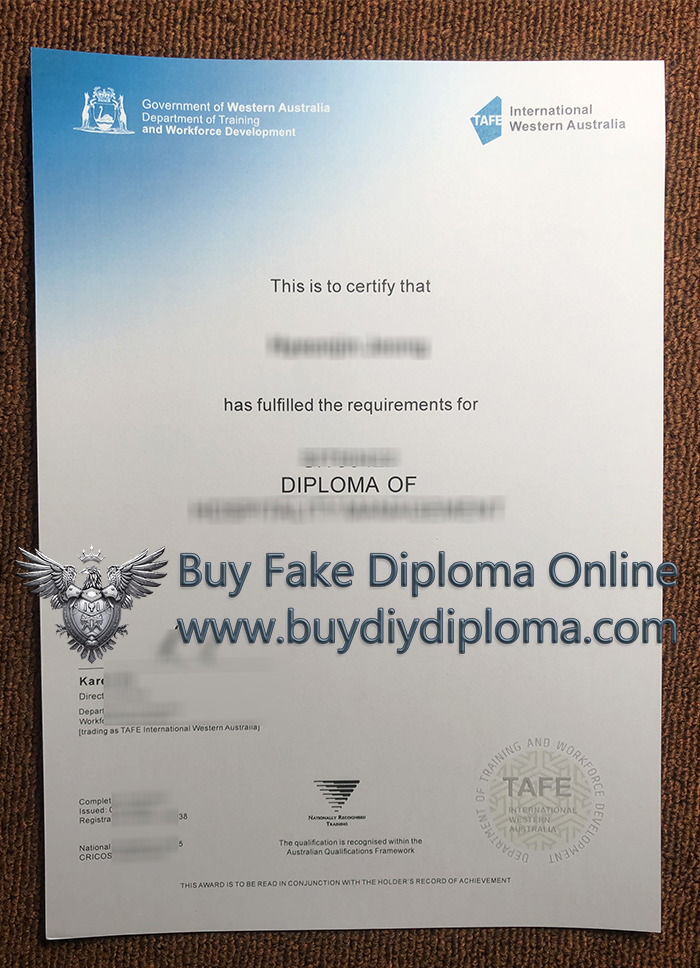 Government of Western Australia
Department of Training
and Workforce Development
TAFE
International
Western Australia
This is to certify that
has fulfilled the requirements for
DIPLOMA OF
HOSPITALITY MANAGEMENT
Buy Fake Diploma Online
www.buydiydiploma.com
[trading as TAFE International Western Australia]
38
National
5
CRICOS
NATIONALLY RECOGNISED
TRAINING
The qualification is recognised within the
Australian Qualifications Framework
DEPARTMENT OF TRAINING AND WORKFORCE DEVELOPMENT
TAFE
INTERNATIONAL
WESTERN
AUSTRALIA
THIS AWARD IS TO BE READ IN CONJUNCTION WITH THE HOLDER'S RECORD OF ACHIEVEMENT